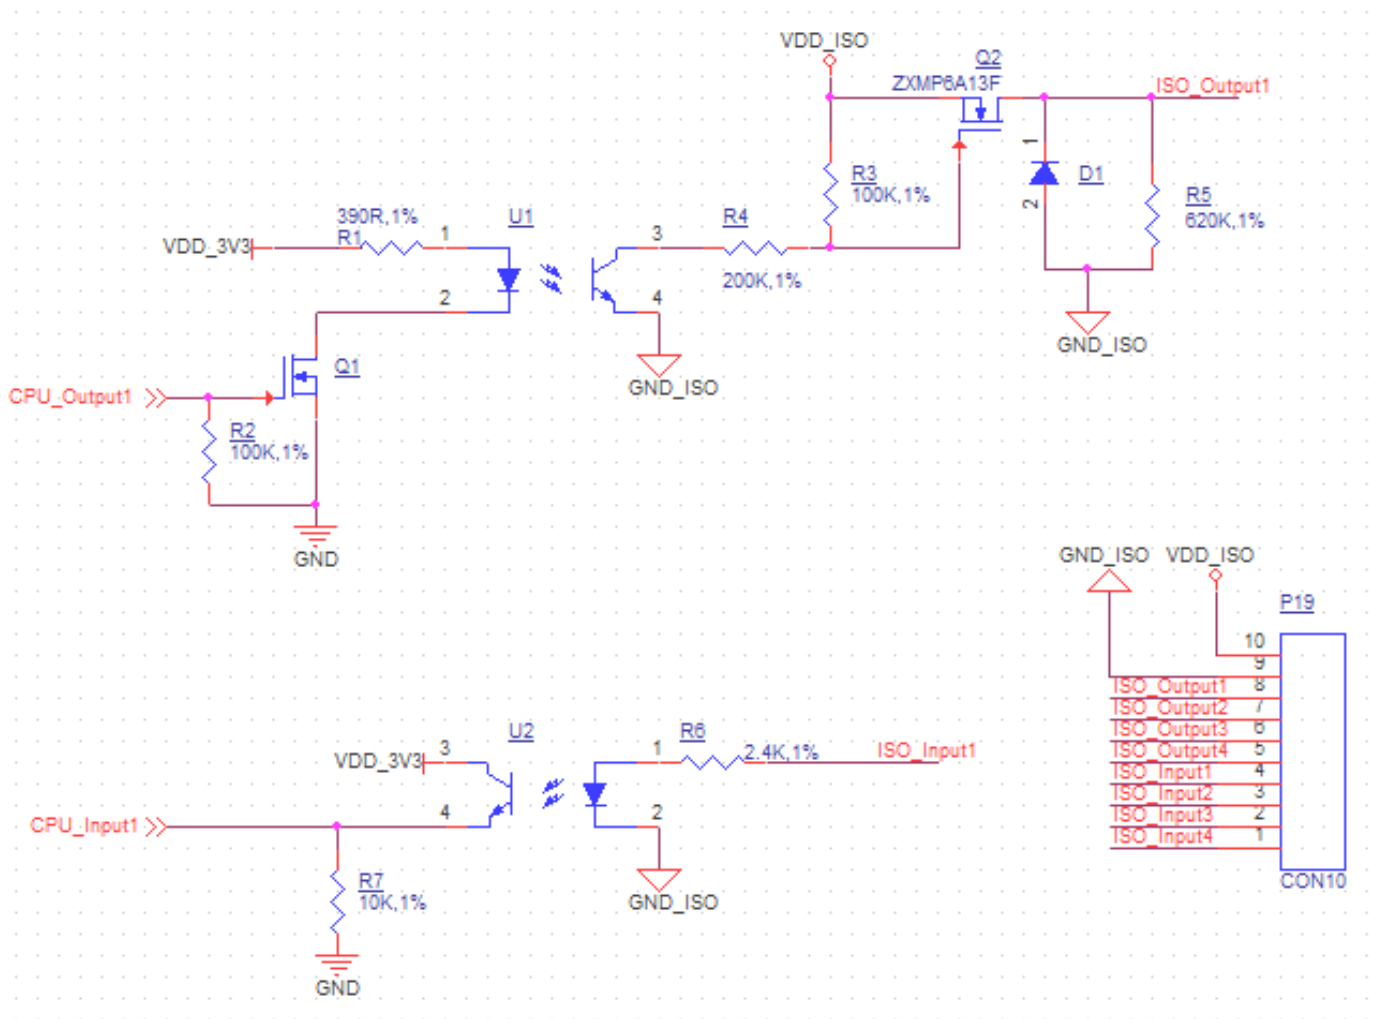 VDD_ISO
Q2
ZXMP6A13F
ISO_Output1
1
D1
2
R3
100K,1%
R5
620K,1%
390R,1%
R1
VDD_3V3
1
U1
3
R4
200K,1%
2
4
GND_ISO
GND_ISO
Q1
CPU_Output1
R2
100K,1%
GND
GND_ISO
VDD_ISO
P19
10
9
ISO_Output1 8
ISO_Output2 7
ISO_Output3 6
ISO_Output4 5
ISO_Input1 4
ISO_Input2 3
ISO_Input3 2
ISO_Input4 1
CON10
VDD_3V3
3
U2
1
R6
2.4K,1%
ISO_Input1
CPU_Input1
4
2
R7
10K,1%
GND_ISO
GND